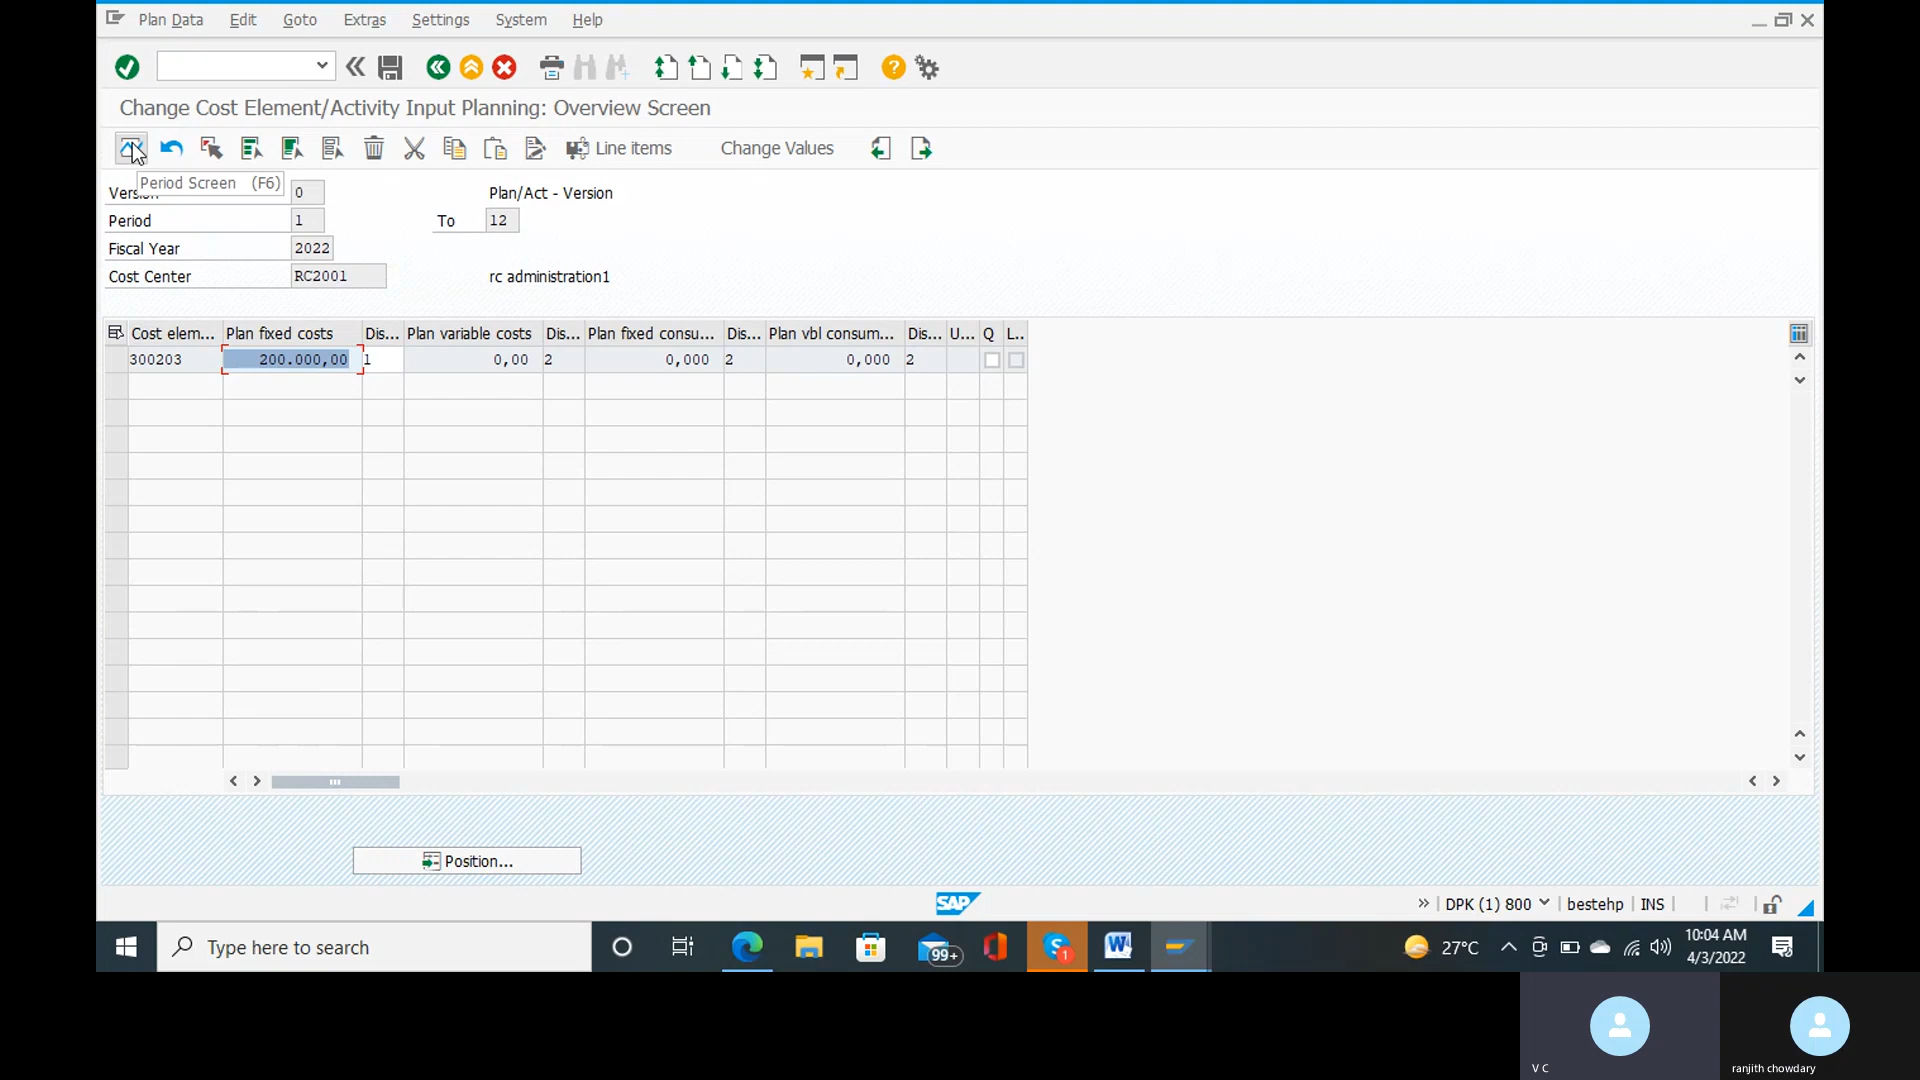 Plan Data Edit Goto Extras Settings System Help
Change Cost Element/Activity Input Planning: Overview Screen
Line items Change Values
Period Screen (F6)
Versi 0 Plan/Act - Version
Period 1 To 12
Fiscal Year 2022
Cost Center RC2001 rc administration1
Cost elem... Plan fixed costs Dis... Plan variable costs Dis... Plan fixed consu... Dis... Plan vbl consum... Dis... U... Q L..
300203 200.000,00 1 0,00 2 0,000 2 0,000 2
Position...
SAP DPK (1) 800 bestehp INS
Type here to search 99+ 1 27°C 10:04 AM
4/3/2022
V C ranjith chowdary